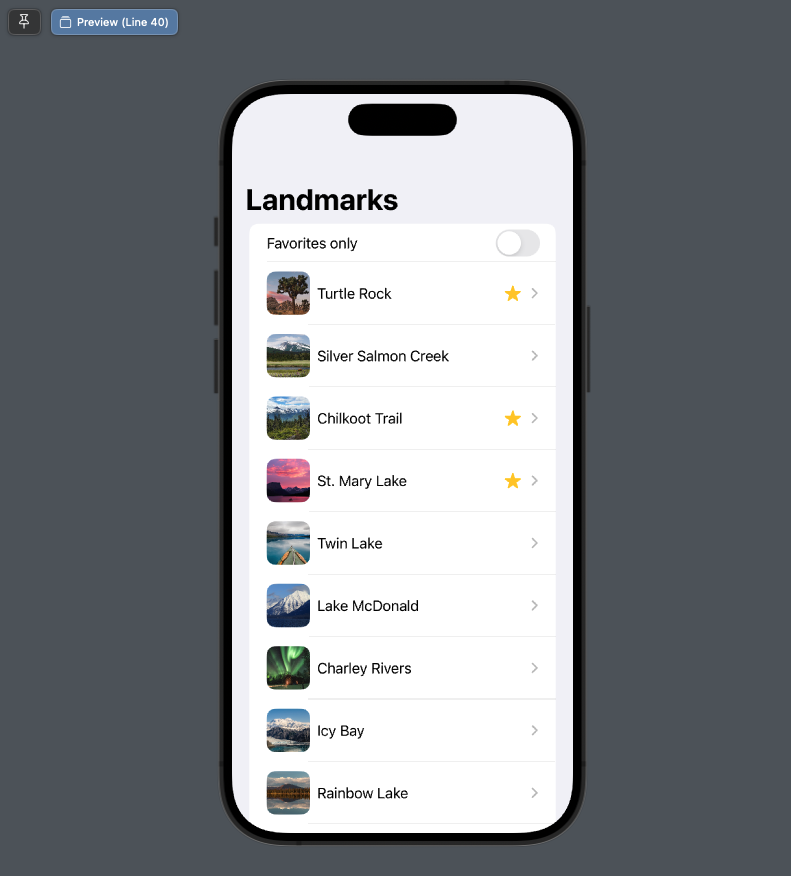 Preview (Line 40)
Landmarks
Favorites only
Turtle Rock
Silver Salmon Creek
Chilkoot Trail
St. Mary Lake
Twin Lake
Lake McDonald
Charley Rivers
Icy Bay
Rainbow Lake